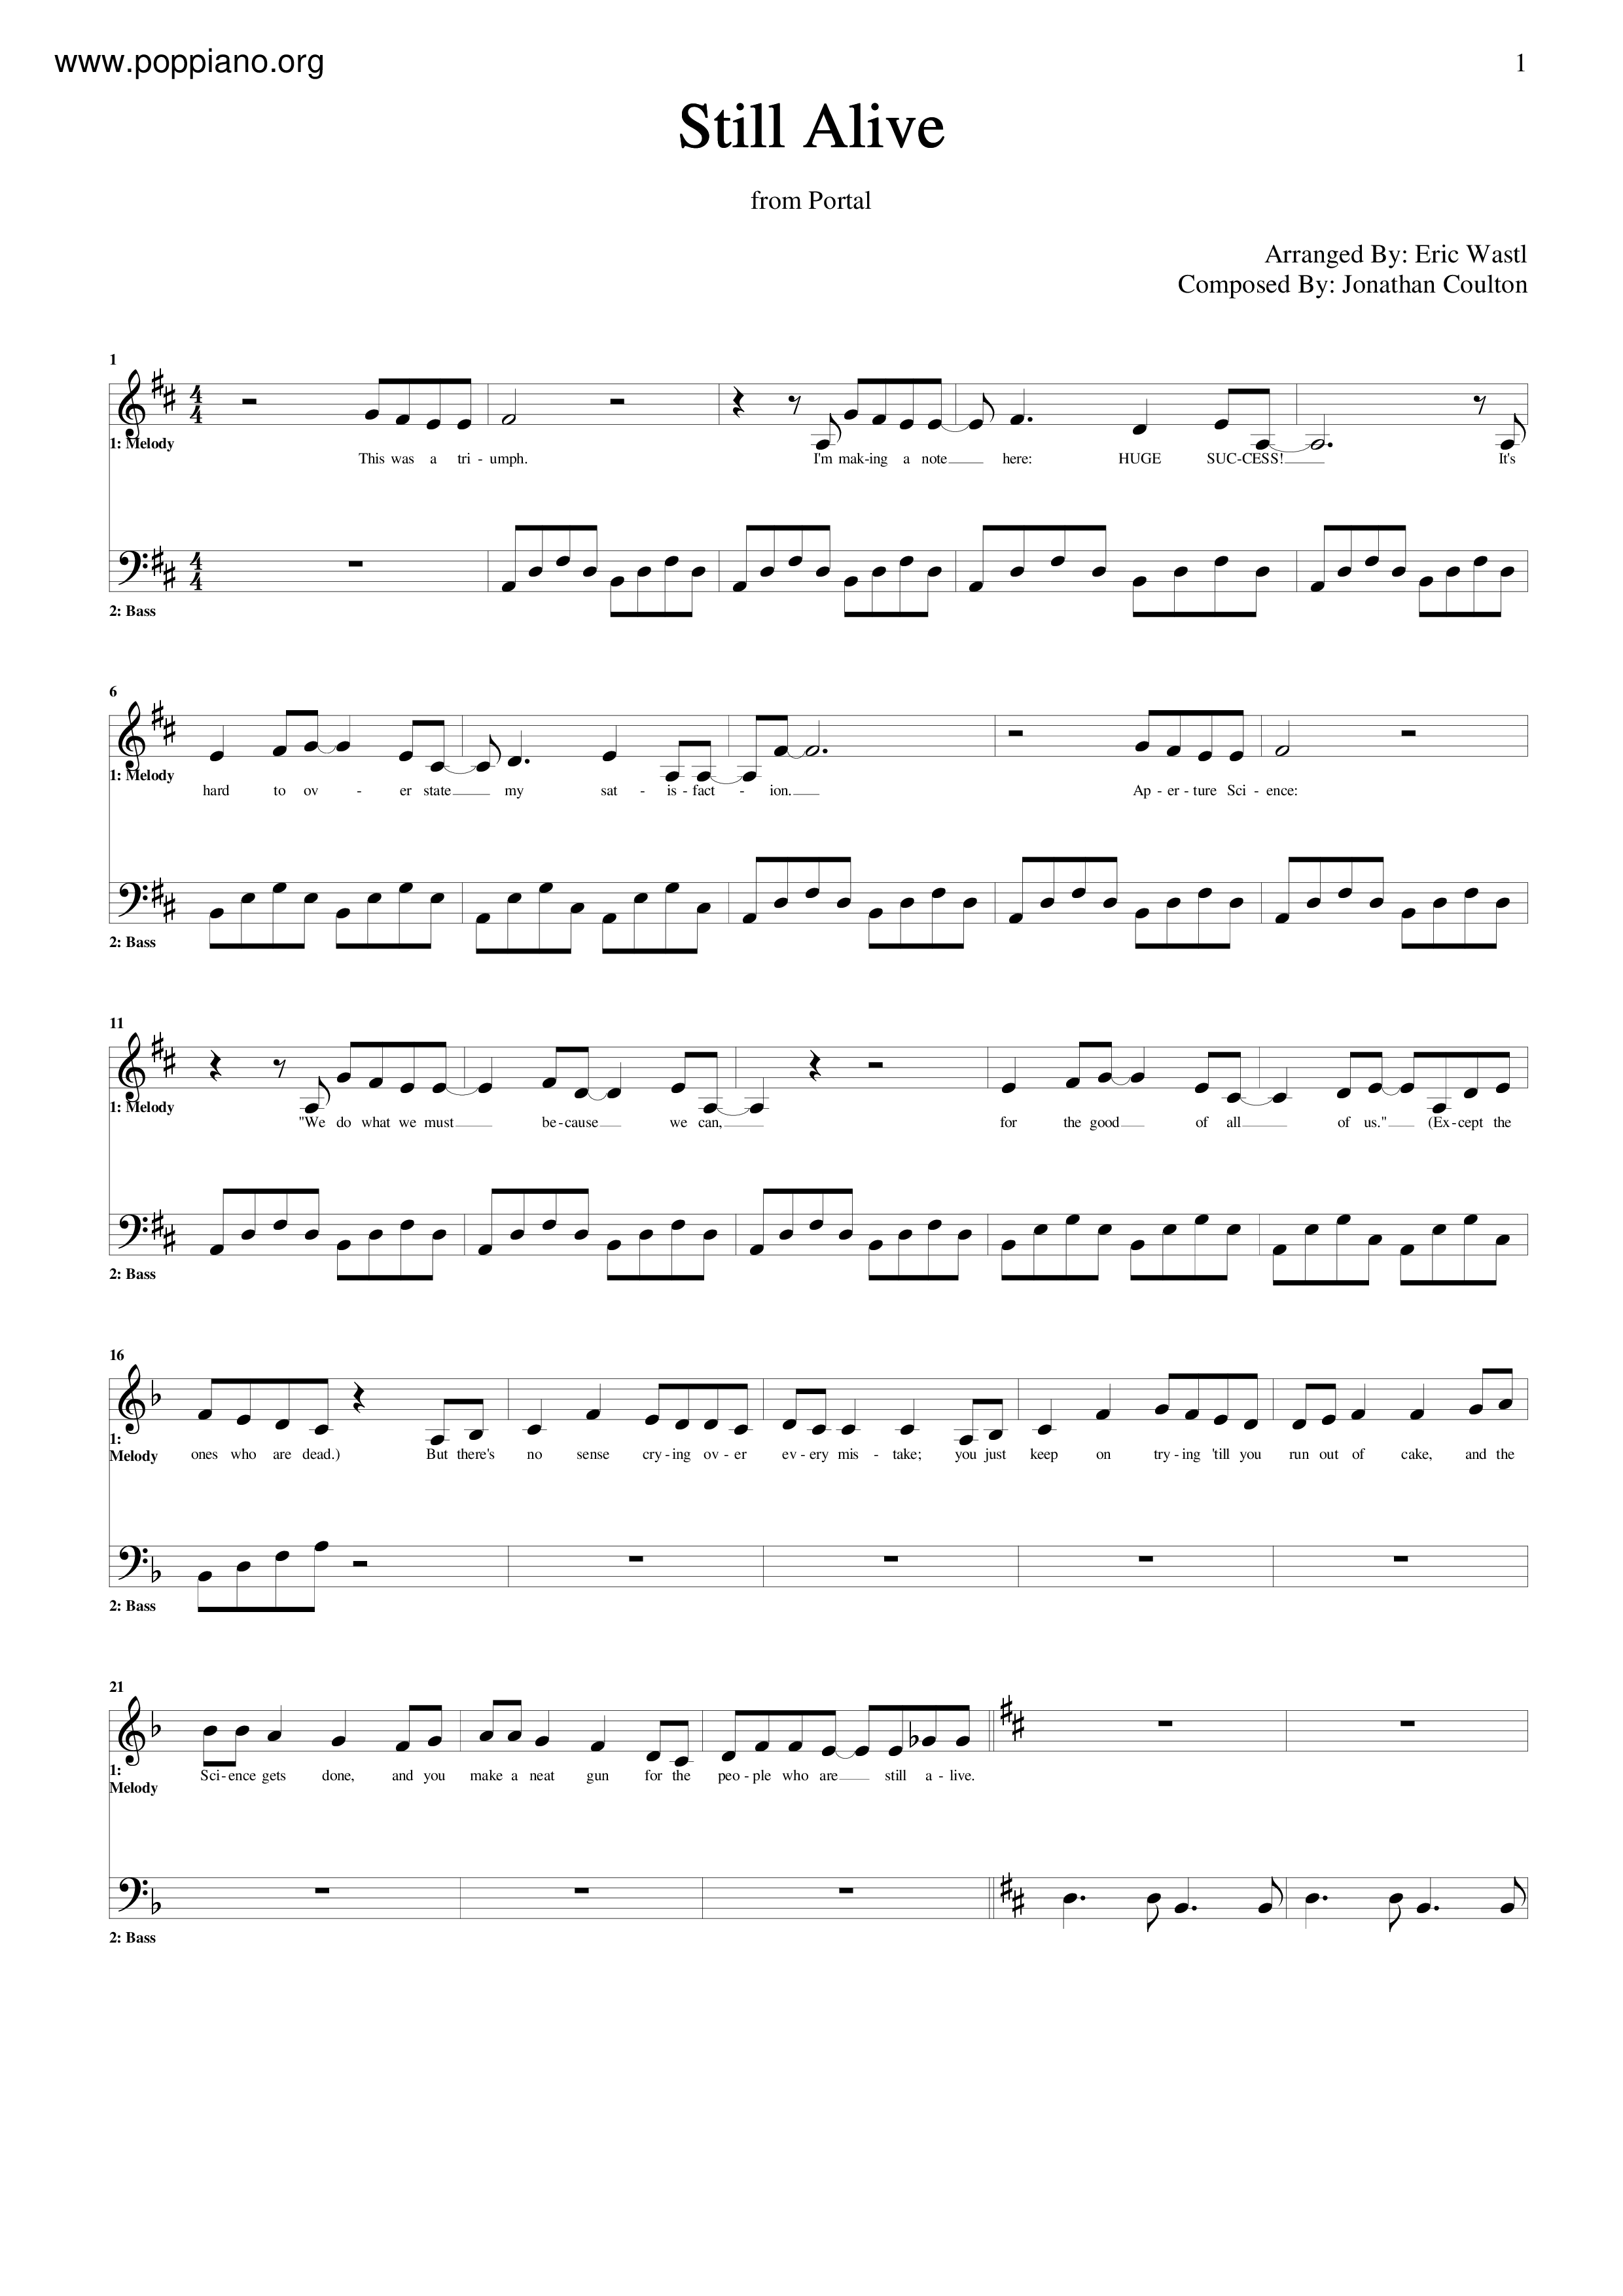 www.poppiano.org
1
Still Alive
from Portal
Arranged By: Eric Wastl
Composed By: Jonathan Coulton
1
4 4
1: Melody
This was a tri - umph. I'm mak-ing a note here: HUGE SUC-CESS! It's
4 4
2: Bass
6
1: Melody
hard to ov - er state my sat - is - fact - ion. Ap - er - ture Sci - ence:
2: Bass
11
1: Melody
"We do what we must be-cause we can, for the good of all of us." (Ex-cept the
2: Bass
16
1:
Melody
ones who are dead.) But there's no sense cry-ing ov - er ev - ery mis - take; you just keep on try - ing 'till you run out of cake, and the
2: Bass
21
1:
Melody
Sci-ence gets done, and you make a neat gun for the peo - ple who are still a - live.
2: Bass